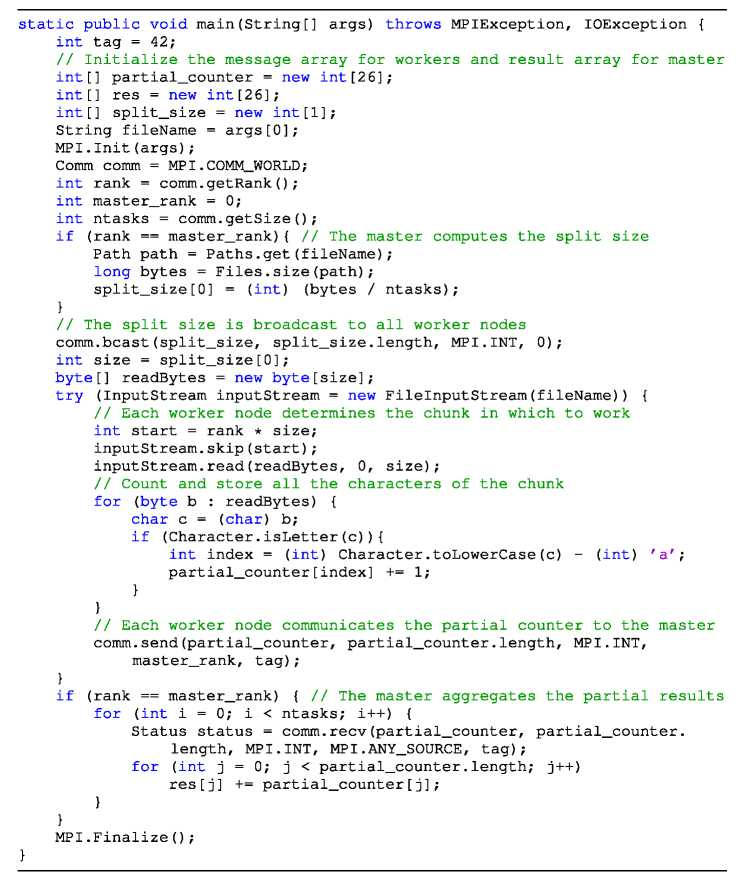 static public void main(String[] args) throws MPIException, IOException {
    int tag = 42;
    // Initialize the message array for workers and result array for master
    int[] partial_counter = new int[26];
    int[] res = new int[26];
    int[] split_size = new int[1];
    String fileName = args[0];
    MPI.Init(args);
    Comm comm = MPI.COMM_WORLD;
    int rank = comm.getRank();
    int master_rank = 0;
    int ntasks = comm.getSize();
    if (rank == master_rank){ // The master computes the split size
        Path path = Paths.get(fileName);
        long bytes = Files.size(path);
        split_size[0] = (int) (bytes / ntasks);
    }
    // The split size is broadcast to all worker nodes
    comm.bcast(split_size, split_size.length, MPI.INT, 0);
    int size = split_size[0];
    byte[] readBytes = new byte[size];
    try (InputStream inputStream = new FileInputStream(fileName)) {
        // Each worker node determines the chunk in which to work
        int start = rank * size;
        inputStream.skip(start);
        inputStream.read(readBytes, 0, size);
        // Count and store all the characters of the chunk
        for (byte b : readBytes) {
            char c = (char) b;
            if (Character.isLetter(c)){
                int index = (int) Character.toLowerCase(c) - (int) 'a';
                partial_counter[index] += 1;
            }
        }
        // Each worker node communicates the partial counter to the master
        comm.send(partial_counter, partial_counter.length, MPI.INT,
            master_rank, tag);
    }
    if (rank == master_rank) { // The master aggregates the partial results
        for (int i = 0; i < ntasks; i++) {
            Status status = comm.recv(partial_counter, partial_counter.
                length, MPI.INT, MPI.ANY_SOURCE, tag);
            for (int j = 0; j < partial_counter.length; j++)
                res[j] += partial_counter[j];
        }
    }
    MPI.Finalize();
}